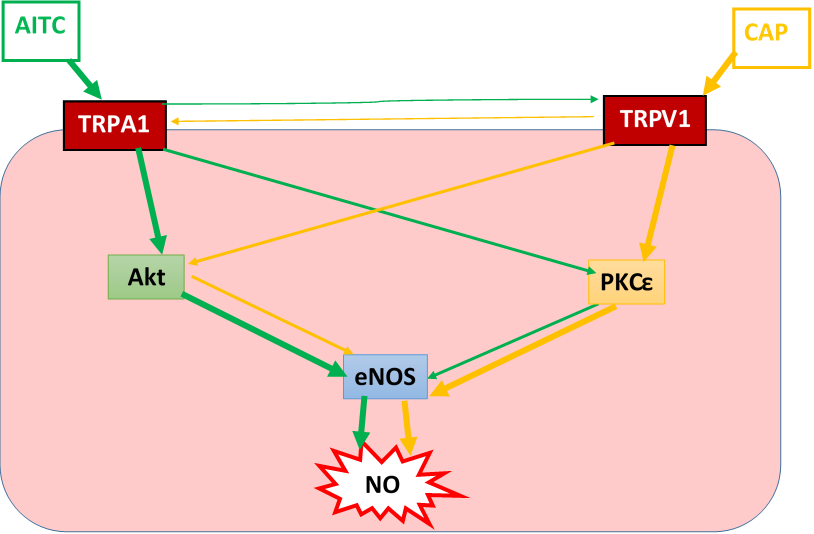 AITC
CAP
TRPA1
TRPV1
Akt
PKCε
eNOS
NO